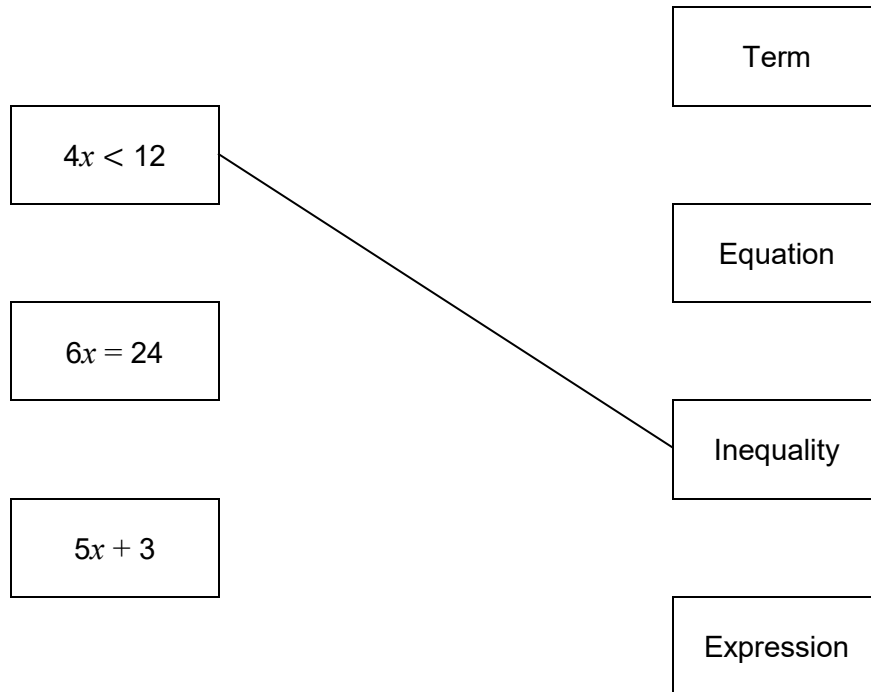 Term
4x < 12
Equation
6x = 24
Inequality
5x + 3
Expression